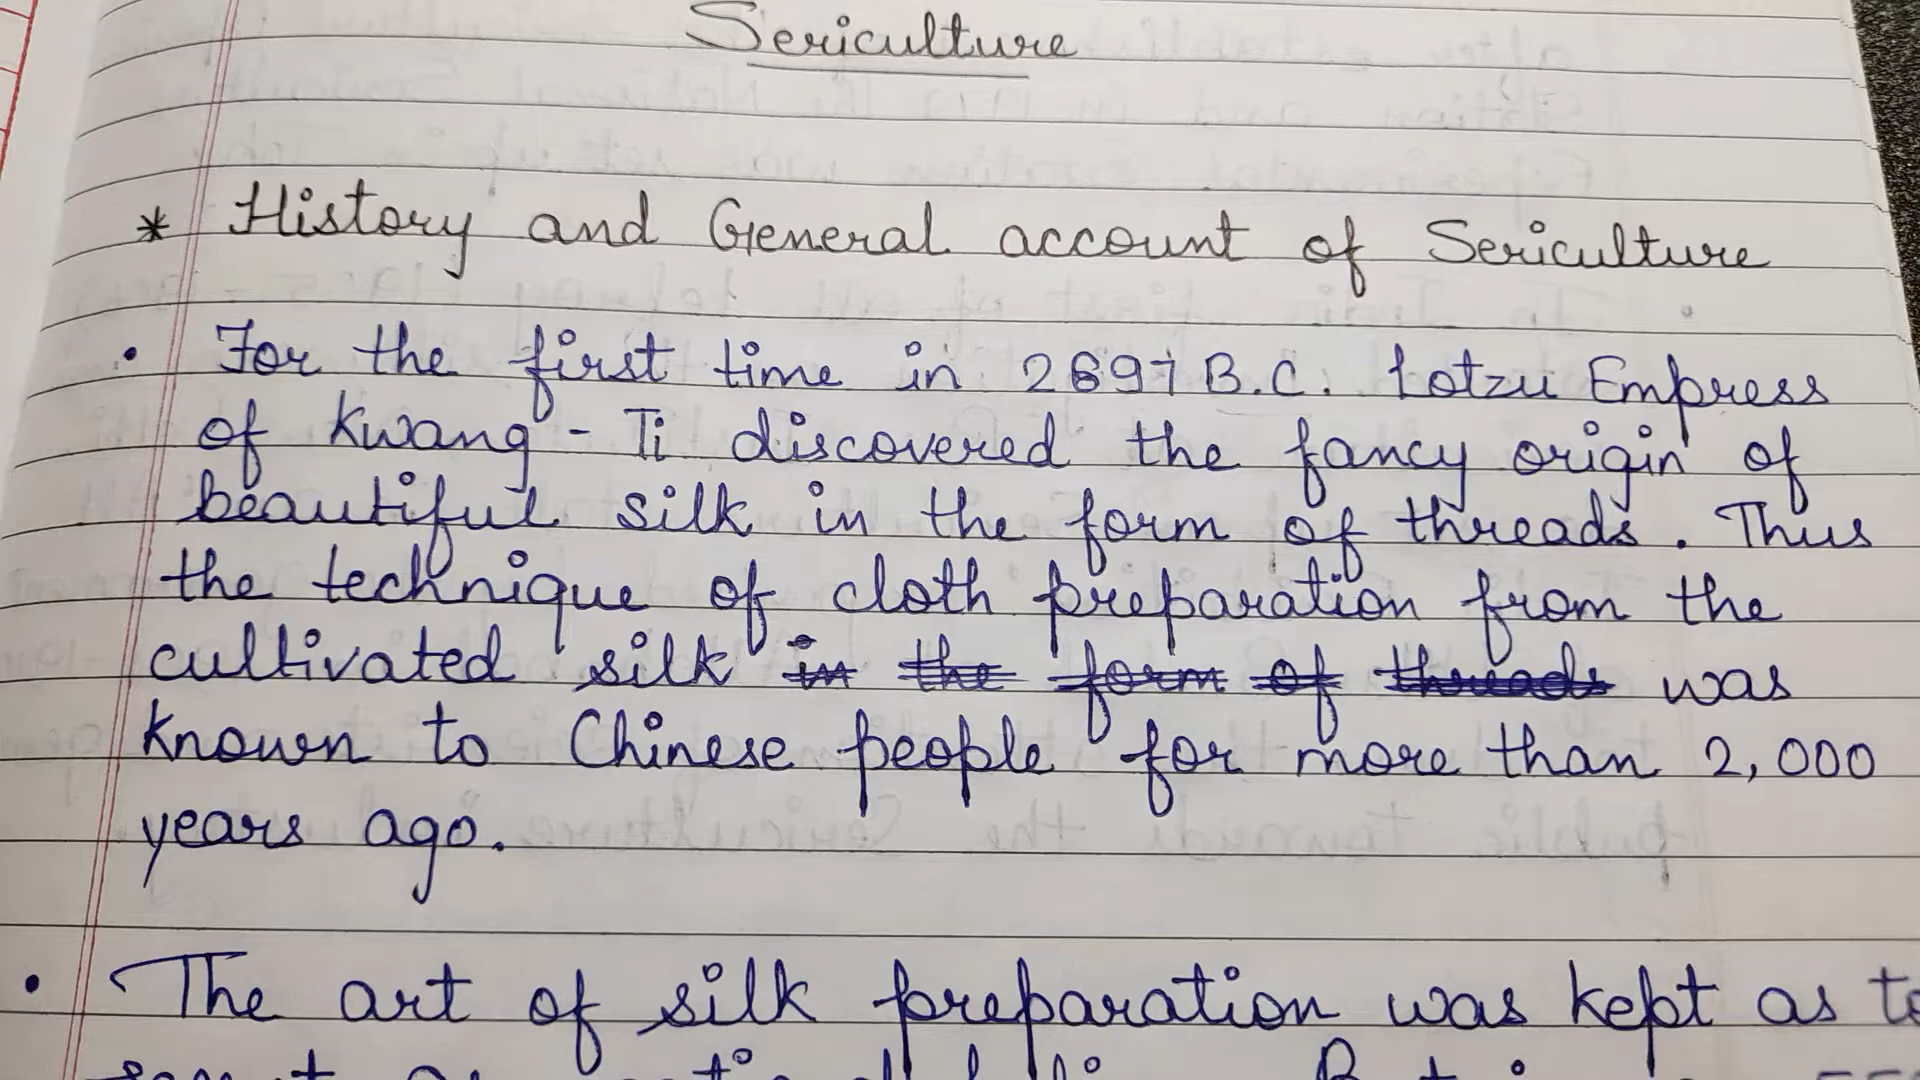 Sericulture
* History and General account of Sericulture
• For the first time in 2697 B.C. Lotzu Empress
of Kwang-Ti discovered the fancy origin of
beautiful silk in the form of threads. Thus
the technique of cloth preparation from the
cultivated silk in the form of threads was
known to Chinese people for more than 2,000
years ago.
• The art of silk preparation was kept as